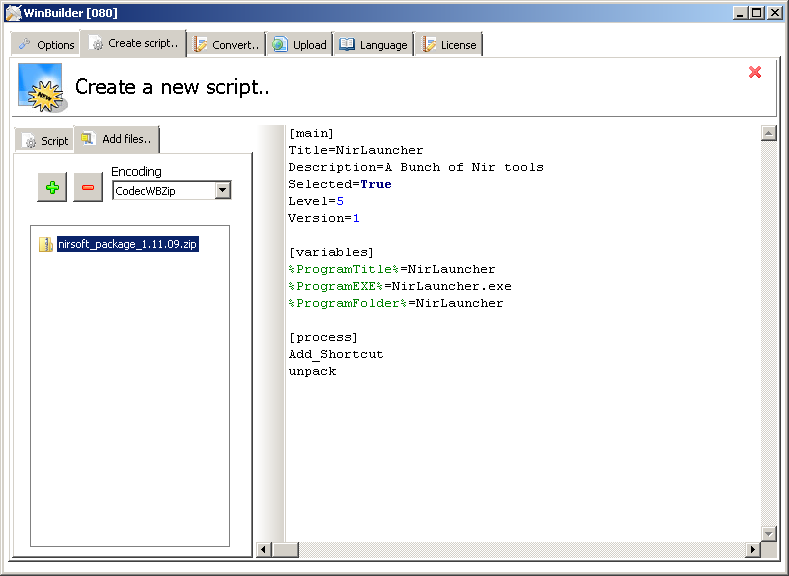 WinBuilder [080]
Options
Create script..
Convert..
Upload
Language
License
New
Create a new script..
Script
Add files..
Encoding
CodecWBZip
nirsoft_package_1.11.09.zip
[main]
Title=NirLauncher
Description=A Bunch of Nir tools
Selected=True
Level=5
Version=1
[variables]
%ProgramTitle%=NirLauncher
%ProgramEXE%=NirLauncher.exe
%ProgramFolder%=NirLauncher
[process]
Add_Shortcut
unpack